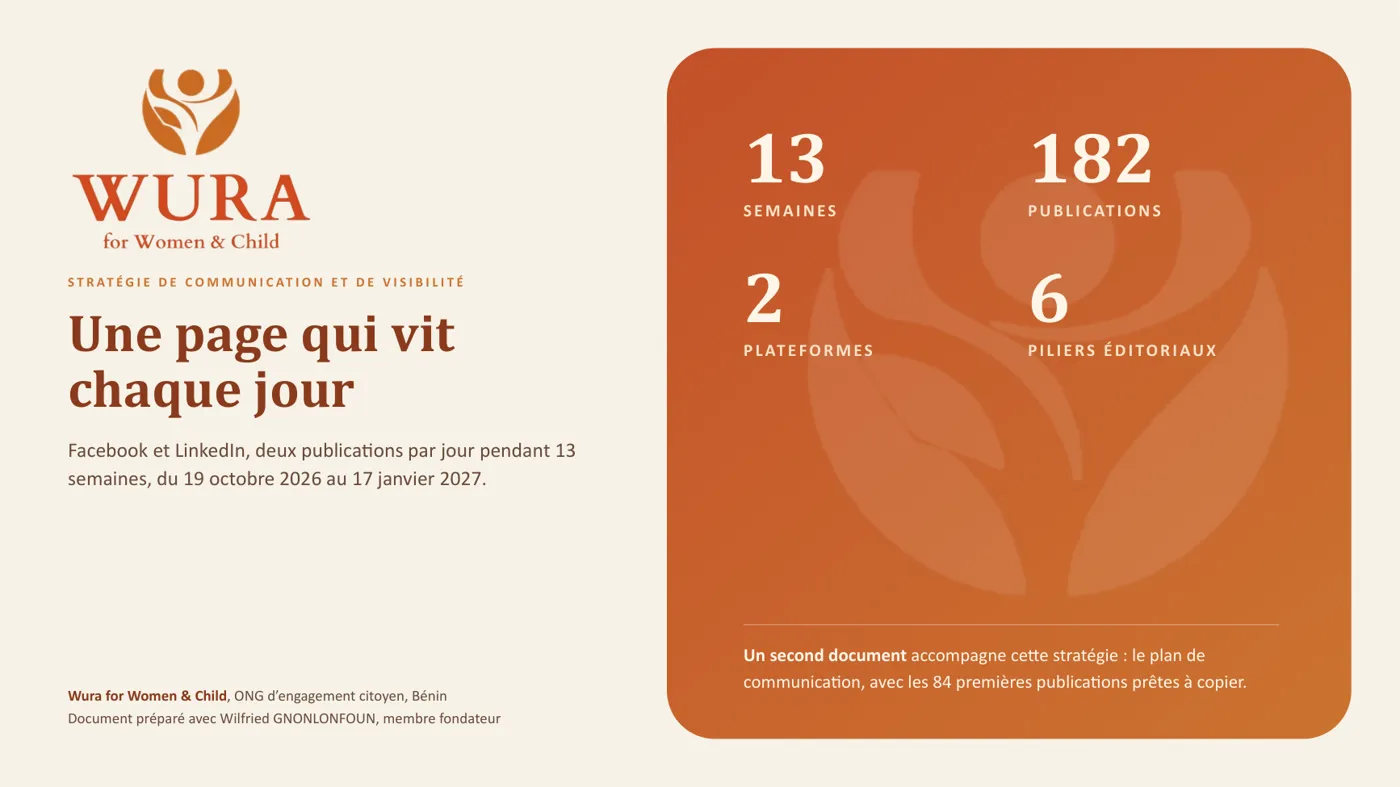 WURA
for Women & Child
STRATÉGIE DE COMMUNICATION ET DE VISIBILITÉ
Une page qui vit
chaque jour
Facebook et LinkedIn, deux publications par jour pendant 13
semaines, du 19 octobre 2026 au 17 janvier 2027.
Wura for Women & Child, ONG d’engagement citoyen, Bénin
Document préparé avec Wilfried GNONLONFOUN, membre fondateur
13
SEMAINES
182
PUBLICATIONS
2
PLATEFORMES
6
PILIERS ÉDITORIAUX
Un second document accompagne cette stratégie : le plan de
communication, avec les 84 premières publications prêtes à copier.